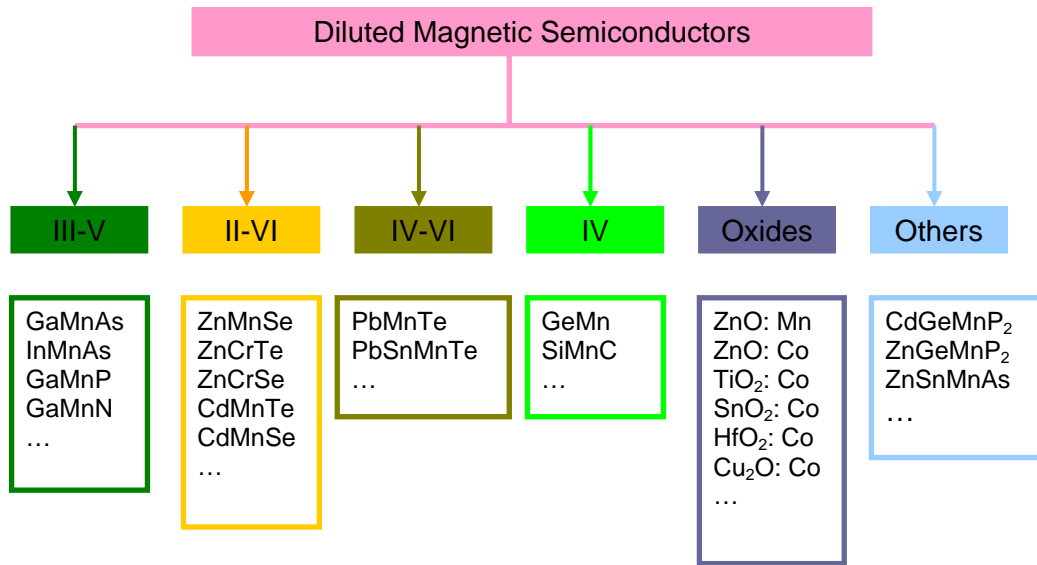 Diluted Magnetic Semiconductors
III-V
II-VI
IV-VI
IV
Oxides
Others
GaMnAs
InMnAs
GaMnP
GaMnN
…
ZnMnSe
ZnCrTe
ZnCrSe
CdMnTe
CdMnSe
…
PbMnTe
PbSnMnTe
…
GeMn
SiMnC
…
ZnO: Mn
ZnO: Co
TiO₂: Co
SnO₂: Co
HfO₂: Co
Cu₂O: Co
…
CdGeMnP₂
ZnGeMnP₂
ZnSnMnAs
…